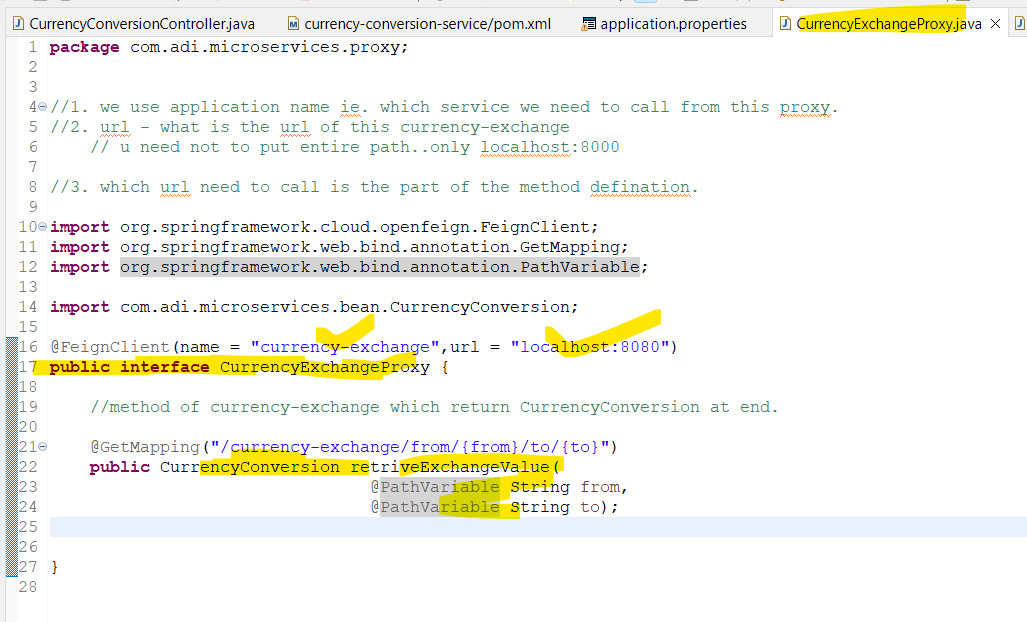 CurrencyConversionController.java currency-conversion-service/pom.xml application.properties CurrencyExchangeProxy.java
1 package com.adi.microservices.proxy;
2
3
4 //1. we use application name ie. which service we need to call from this proxy.
5 //2. url - what is the url of this currency-exchange
6 // u need not to put entire path..only localhost:8000
7
8 //3. which url need to call is the part of the method defination.
9
10 import org.springframework.cloud.openfeign.FeignClient;
11 import org.springframework.web.bind.annotation.GetMapping;
12 import org.springframework.web.bind.annotation.PathVariable;
13
14 import com.adi.microservices.bean.CurrencyConversion;
15
16 @FeignClient(name = "currency-exchange",url = "localhost:8080")
17 public interface CurrencyExchangeProxy {
18
19 //method of currency-exchange which return CurrencyConversion at end.
20
21 @GetMapping("/currency-exchange/from/{from}/to/{to}")
22 public CurrencyConversion retriveExchangeValue(
23 @PathVariable String from,
24 @PathVariable String to);
25
26
27 }
28